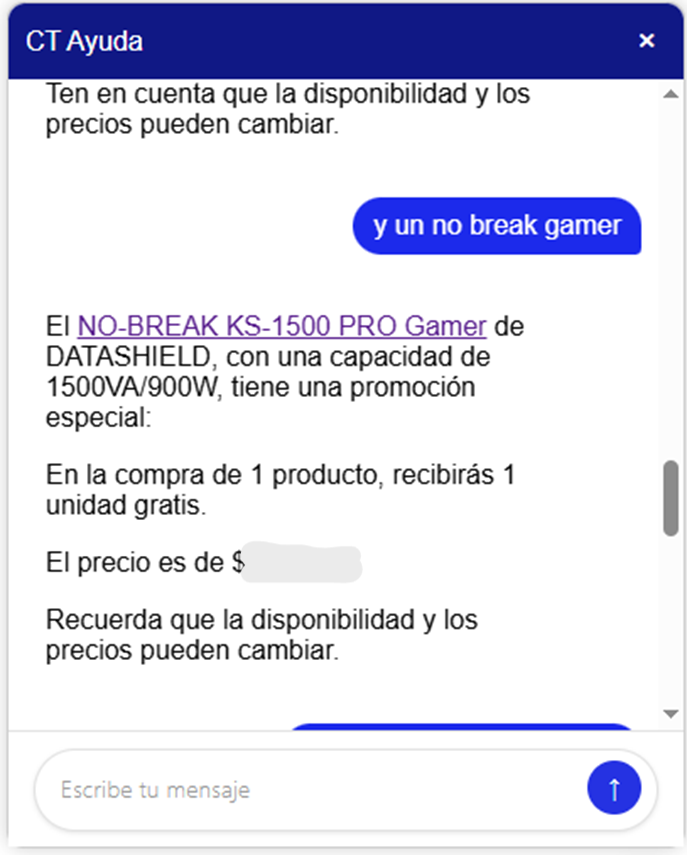 CT Ayuda
×
Ten en cuenta que la disponibilidad y los
precios pueden cambiar.
y un no break gamer
El NO-BREAK KS-1500 PRO Gamer de
DATASHIELD, con una capacidad de
1500VA/900W, tiene una promoción
especial:
En la compra de 1 producto, recibirás 1
unidad gratis.
El precio es de $
Recuerda que la disponibilidad y los
precios pueden cambiar.
Escribe tu mensaje
↑